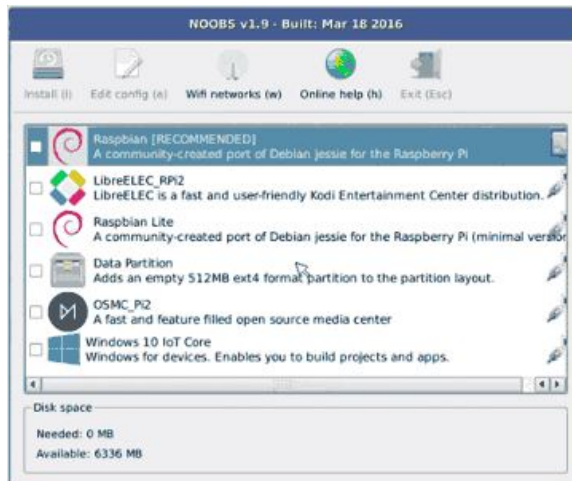 NOOBS v1.9 - Built: Mar 18 2016
Install (i) Edit config (e) Wifi networks (w) Online help (h) Exit (Esc)
Raspbian [RECOMMENDED]
A community-created port of Debian jessie for the Raspberry Pi
LibreELEC_RPi2
LibreELEC is a fast and user-friendly Kodi Entertainment Center distribution.
Raspbian Lite
A community-created port of Debian jessie for the Raspberry Pi (minimal version
Data Partition
Adds an empty 512MB ext4 format partition to the partition layout.
OSMC_Pi2
A fast and feature filled open source media center
Windows 10 IoT Core
Windows for devices. Enables you to build projects and apps.
Disk space
Needed: 0 MB
Available: 6336 MB